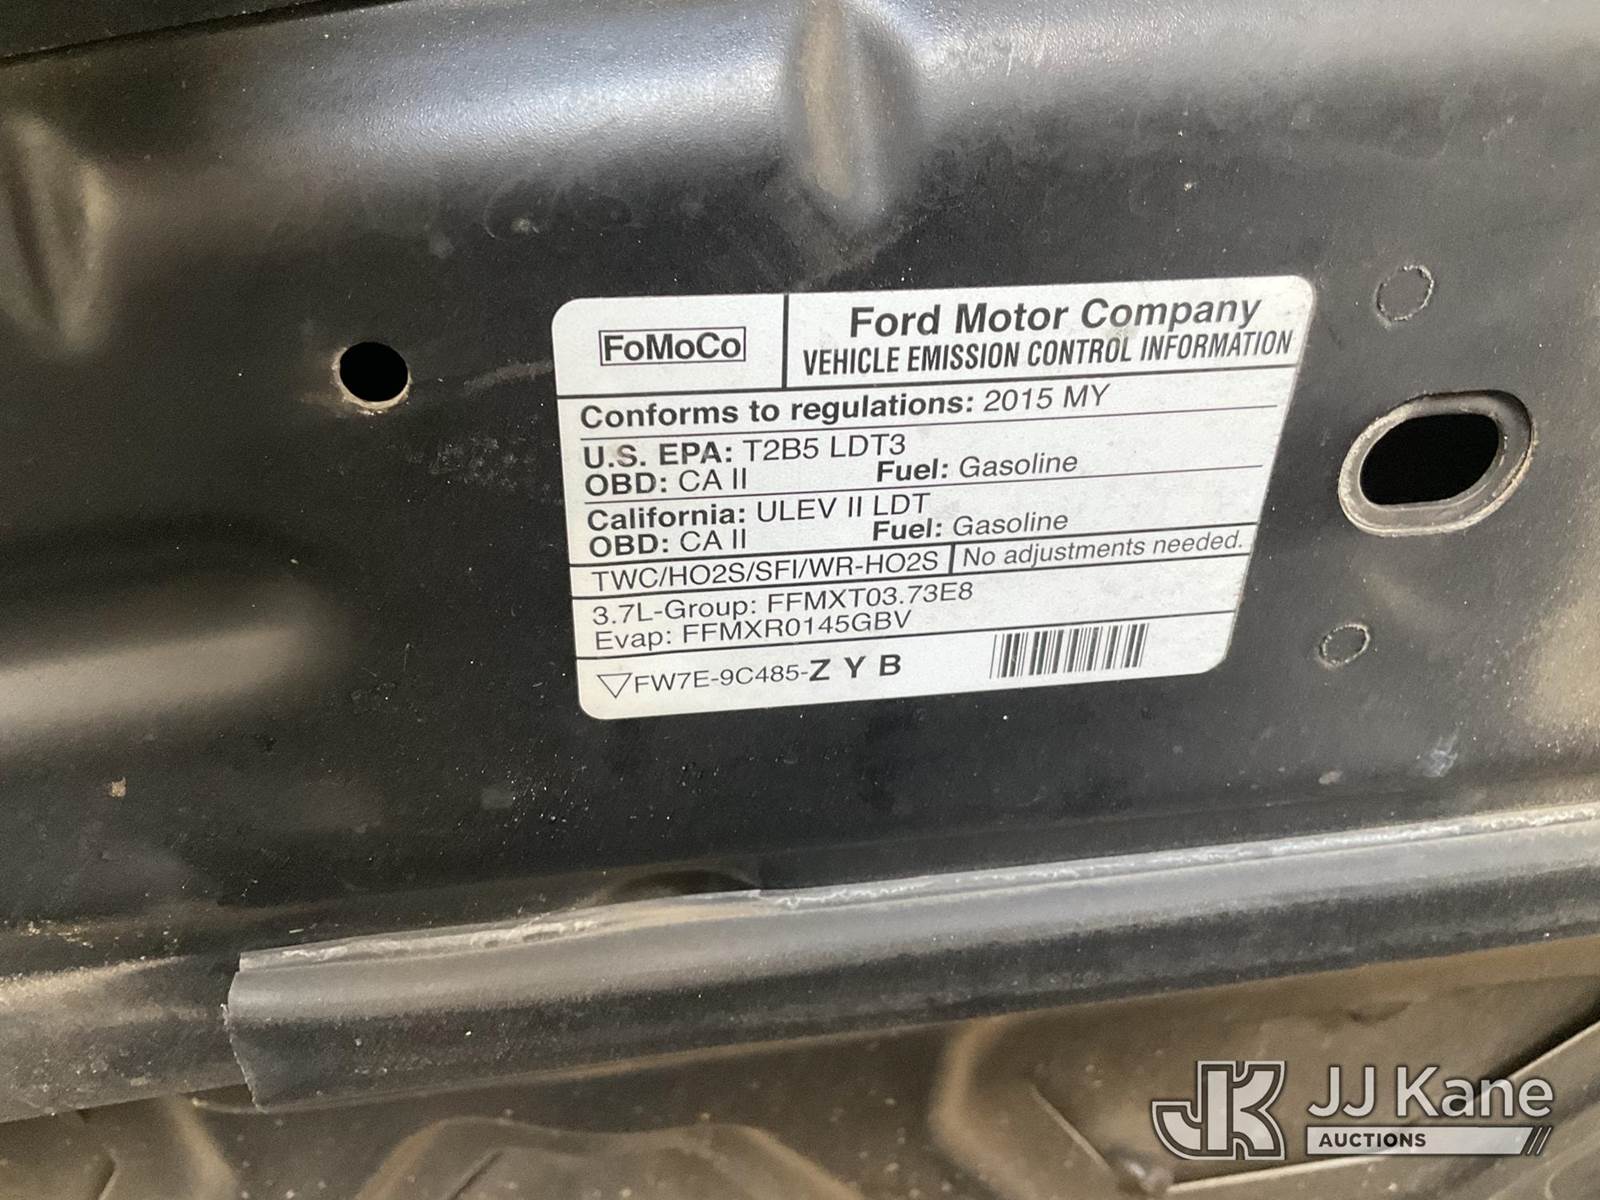 FoMoCo
Ford Motor Company
VEHICLE EMISSION CONTROL INFORMATION
Conforms to regulations: 2015 MY
U.S. EPA: T2B5 LDT3
OBD: CA II Fuel: Gasoline
California: ULEV II LDT
OBD: CA II Fuel: Gasoline
TWC/HO2S/SFI/WR-HO2S No adjustments needed.
3.7L-Group: FFMXT03.73E8
Evap: FFMXR0145GBV
FW7E-9C485-Z Y B
JK JJ Kane
AUCTIONS